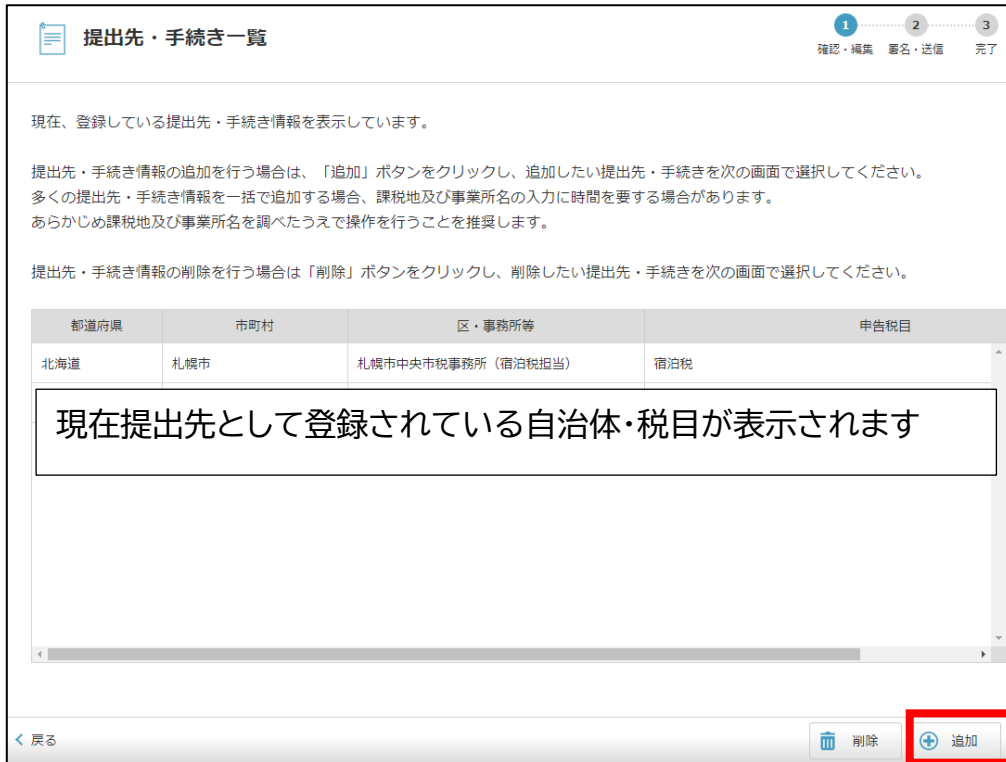 提出先・手続き一覧
1 2 3
確認・編集 署名・送信 完了
現在、登録している提出先・手続き情報を表示しています。
提出先・手続き情報の追加を行う場合は、「追加」ボタンをクリックし、追加したい提出先・手続きを次の画面で選択してください。
多くの提出先・手続き情報を一括で追加する場合、課税地及び事業所名の入力に時間を要する場合があります。
あらかじめ課税地及び事業所名を調べたうえで操作を行うことを推奨します。
提出先・手続き情報の削除を行う場合は「削除」ボタンをクリックし、削除したい提出先・手続きを次の画面で選択してください。
都道府県 市町村 区・事務所等 申告税目
北海道 札幌市 札幌市中央市税事務所（宿泊税担当） 宿泊税
現在提出先として登録されている自治体・税目が表示されます
戻る 削除 追加